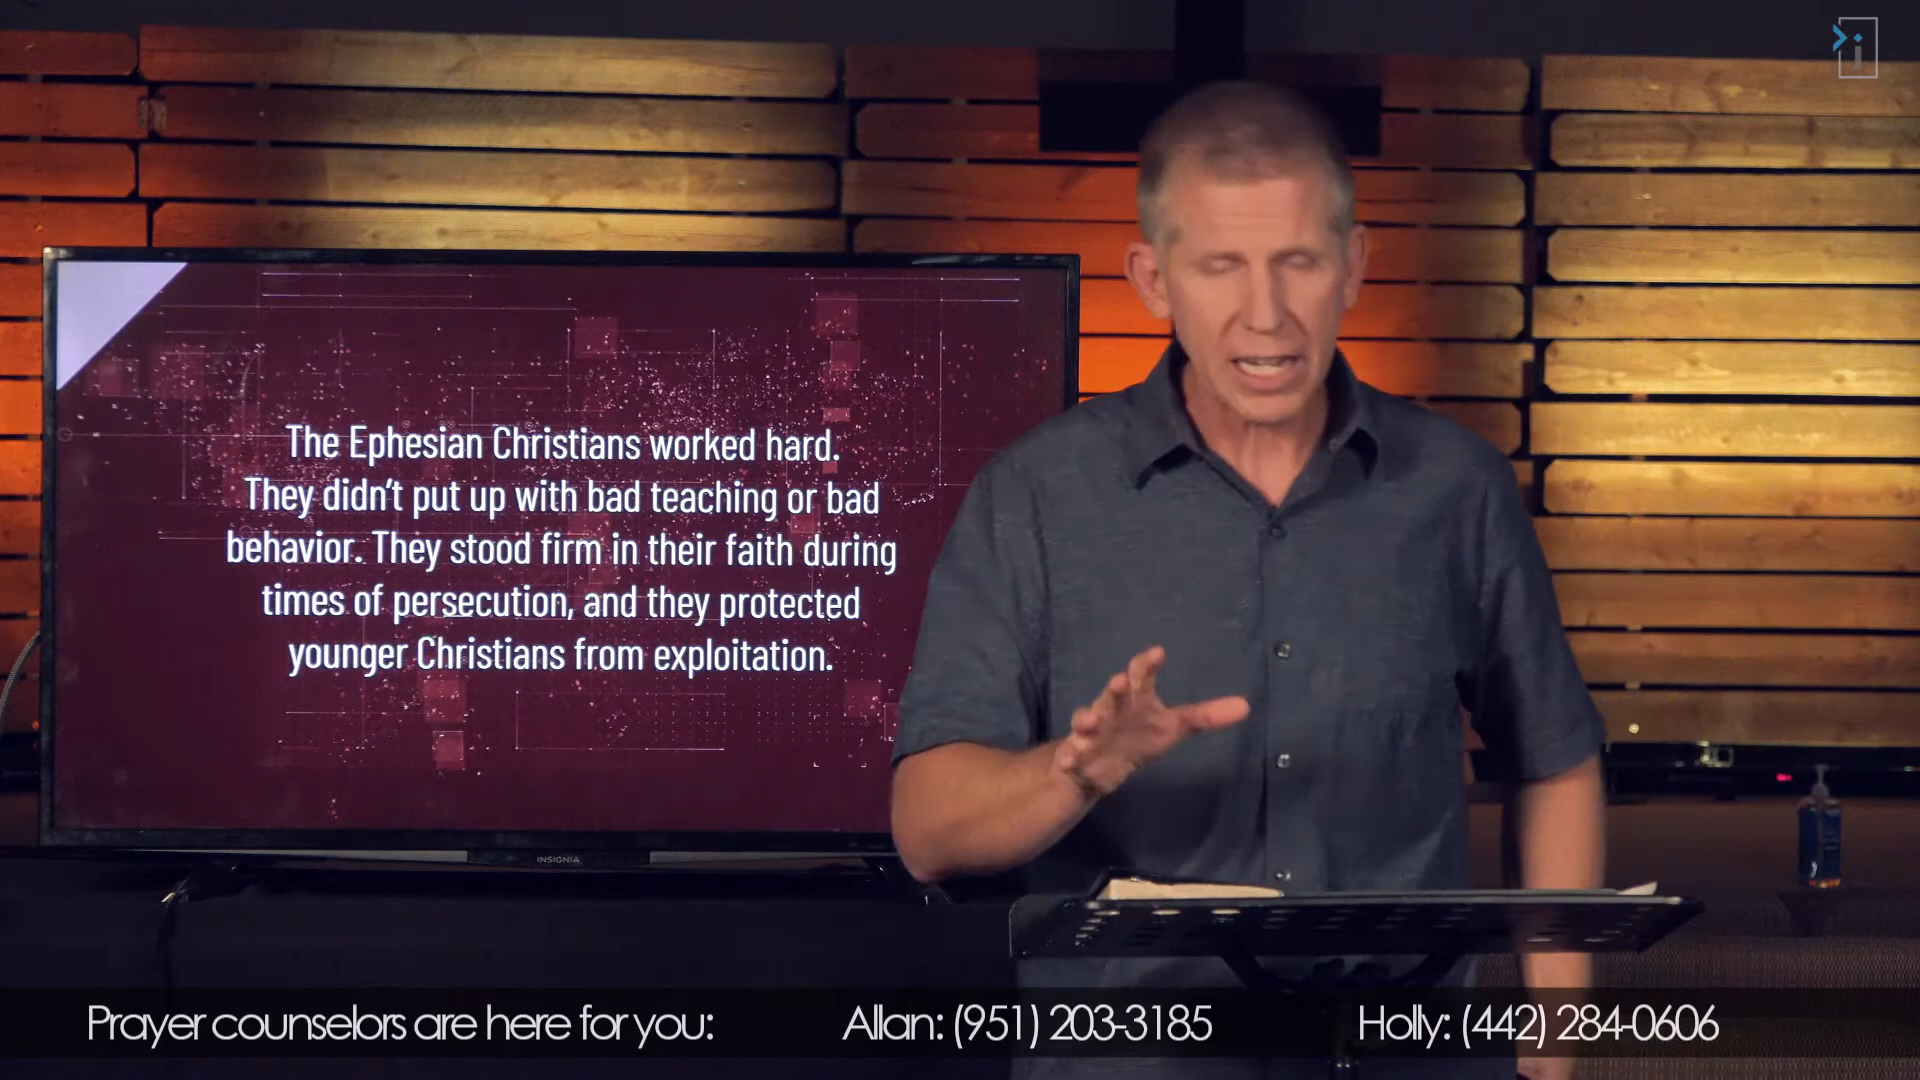 The Ephesian Christians worked hard.
They didn't put up with bad teaching or bad
behavior. They stood firm in their faith during
times of persecution, and they protected
younger Christians from exploitation.
INSIGNIA
Prayer counselors are here for you: Allan: (951) 203-3185 Holly: (442) 284-0606